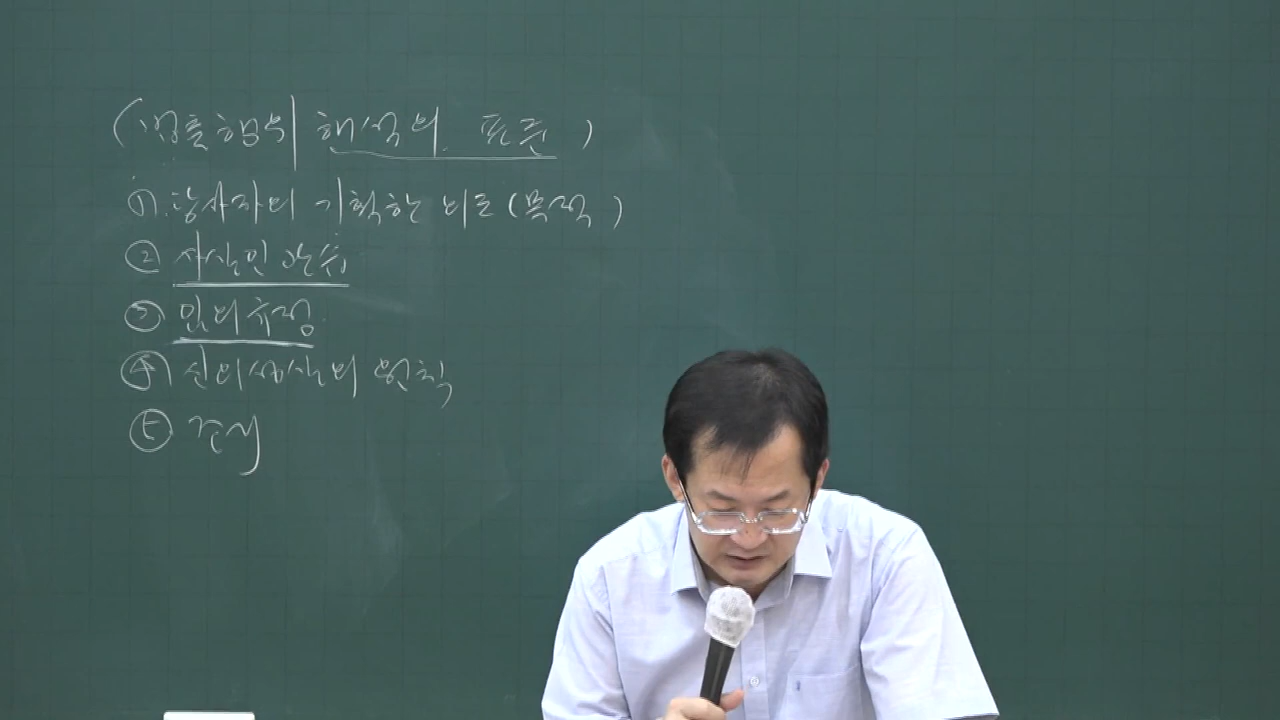 (법률행위 해석의 표준)
①. 당사자의 기획한 의도(목적)
② 사실인 관습
③ 임의규정
④ 신의성실의 원칙
⑤ 조리